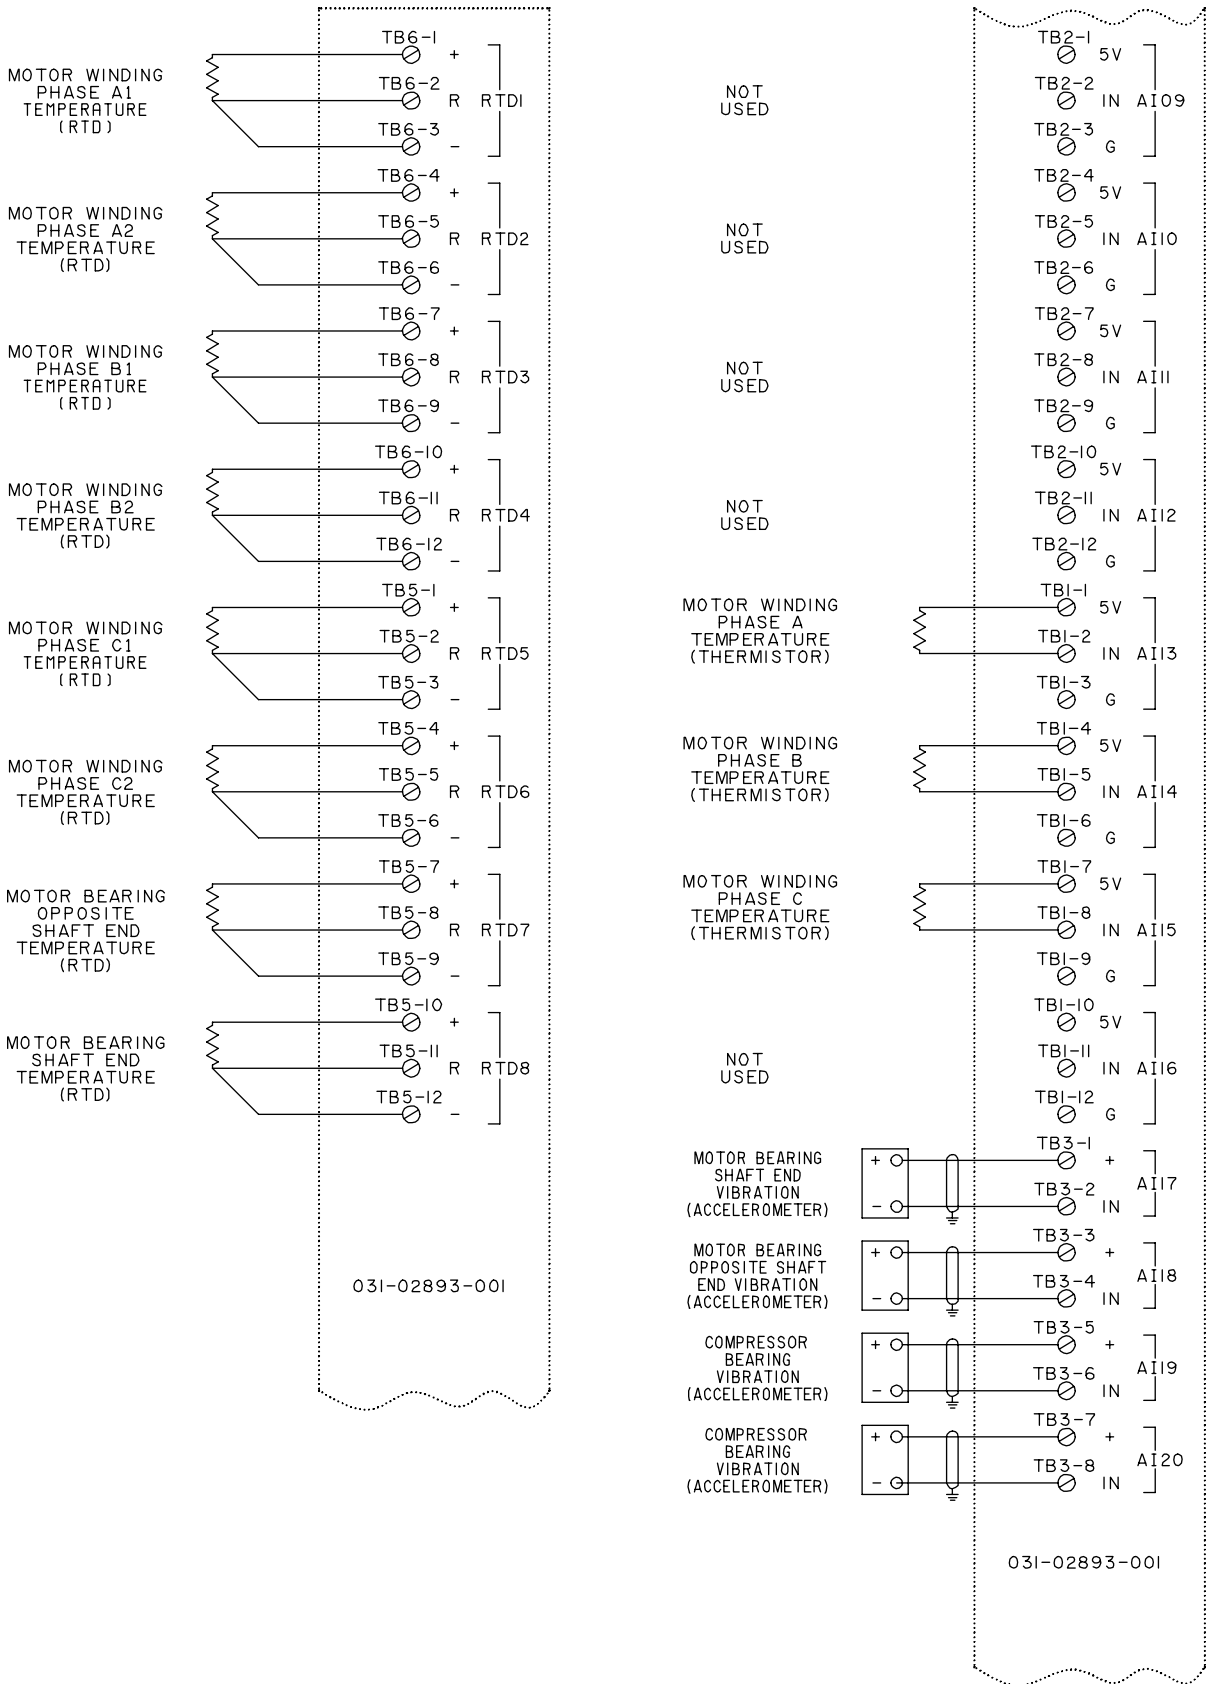 TB6-1
+
MOTOR WINDING
PHASE A1
TEMPERATURE
(RTD)
TB6-2
R RTD1
TB6-3
-
TB6-4
+
MOTOR WINDING
PHASE A2
TEMPERATURE
(RTD)
TB6-5
R RTD2
TB6-6
-
TB6-7
+
MOTOR WINDING
PHASE B1
TEMPERATURE
(RTD)
TB6-8
R RTD3
TB6-9
-
TB6-10
+
MOTOR WINDING
PHASE B2
TEMPERATURE
(RTD)
TB6-11
R RTD4
TB6-12
-
TB5-1
+
MOTOR WINDING
PHASE C1
TEMPERATURE
(RTD)
TB5-2
R RTD5
TB5-3
-
TB5-4
+
MOTOR WINDING
PHASE C2
TEMPERATURE
(RTD)
TB5-5
R RTD6
TB5-6
-
TB5-7
+
MOTOR BEARING
OPPOSITE
SHAFT END
TEMPERATURE
(RTD)
TB5-8
R RTD7
TB5-9
-
TB5-10
+
MOTOR BEARING
SHAFT END
TEMPERATURE
(RTD)
TB5-11
R RTD8
TB5-12
-
031-02893-001
TB2-1
5V
NOT
USED
TB2-2
IN AI09
TB2-3
G
TB2-4
5V
NOT
USED
TB2-5
IN AI10
TB2-6
G
TB2-7
5V
NOT
USED
TB2-8
IN AI11
TB2-9
G
TB2-10
5V
NOT
USED
TB2-11
IN AI12
TB2-12
G
TB1-1
5V
MOTOR WINDING
PHASE A
TEMPERATURE
(THERMISTOR)
TB1-2
IN AI13
TB1-3
G
TB1-4
5V
MOTOR WINDING
PHASE B
TEMPERATURE
(THERMISTOR)
TB1-5
IN AI14
TB1-6
G
TB1-7
5V
MOTOR WINDING
PHASE C
TEMPERATURE
(THERMISTOR)
TB1-8
IN AI15
TB1-9
G
TB1-10
5V
NOT
USED
TB1-11
IN AI16
TB1-12
G
MOTOR BEARING
SHAFT END
VIBRATION
(ACCELEROMETER)
+
-
TB3-1
+
AI17
TB3-2
IN
MOTOR BEARING
OPPOSITE SHAFT
END VIBRATION
(ACCELEROMETER)
+
-
TB3-3
+
AI18
TB3-4
IN
COMPRESSOR
BEARING
VIBRATION
(ACCELEROMETER)
+
-
TB3-5
+
AI19
TB3-6
IN
COMPRESSOR
BEARING
VIBRATION
(ACCELEROMETER)
+
-
TB3-7
+
AI20
TB3-8
IN
031-02893-001